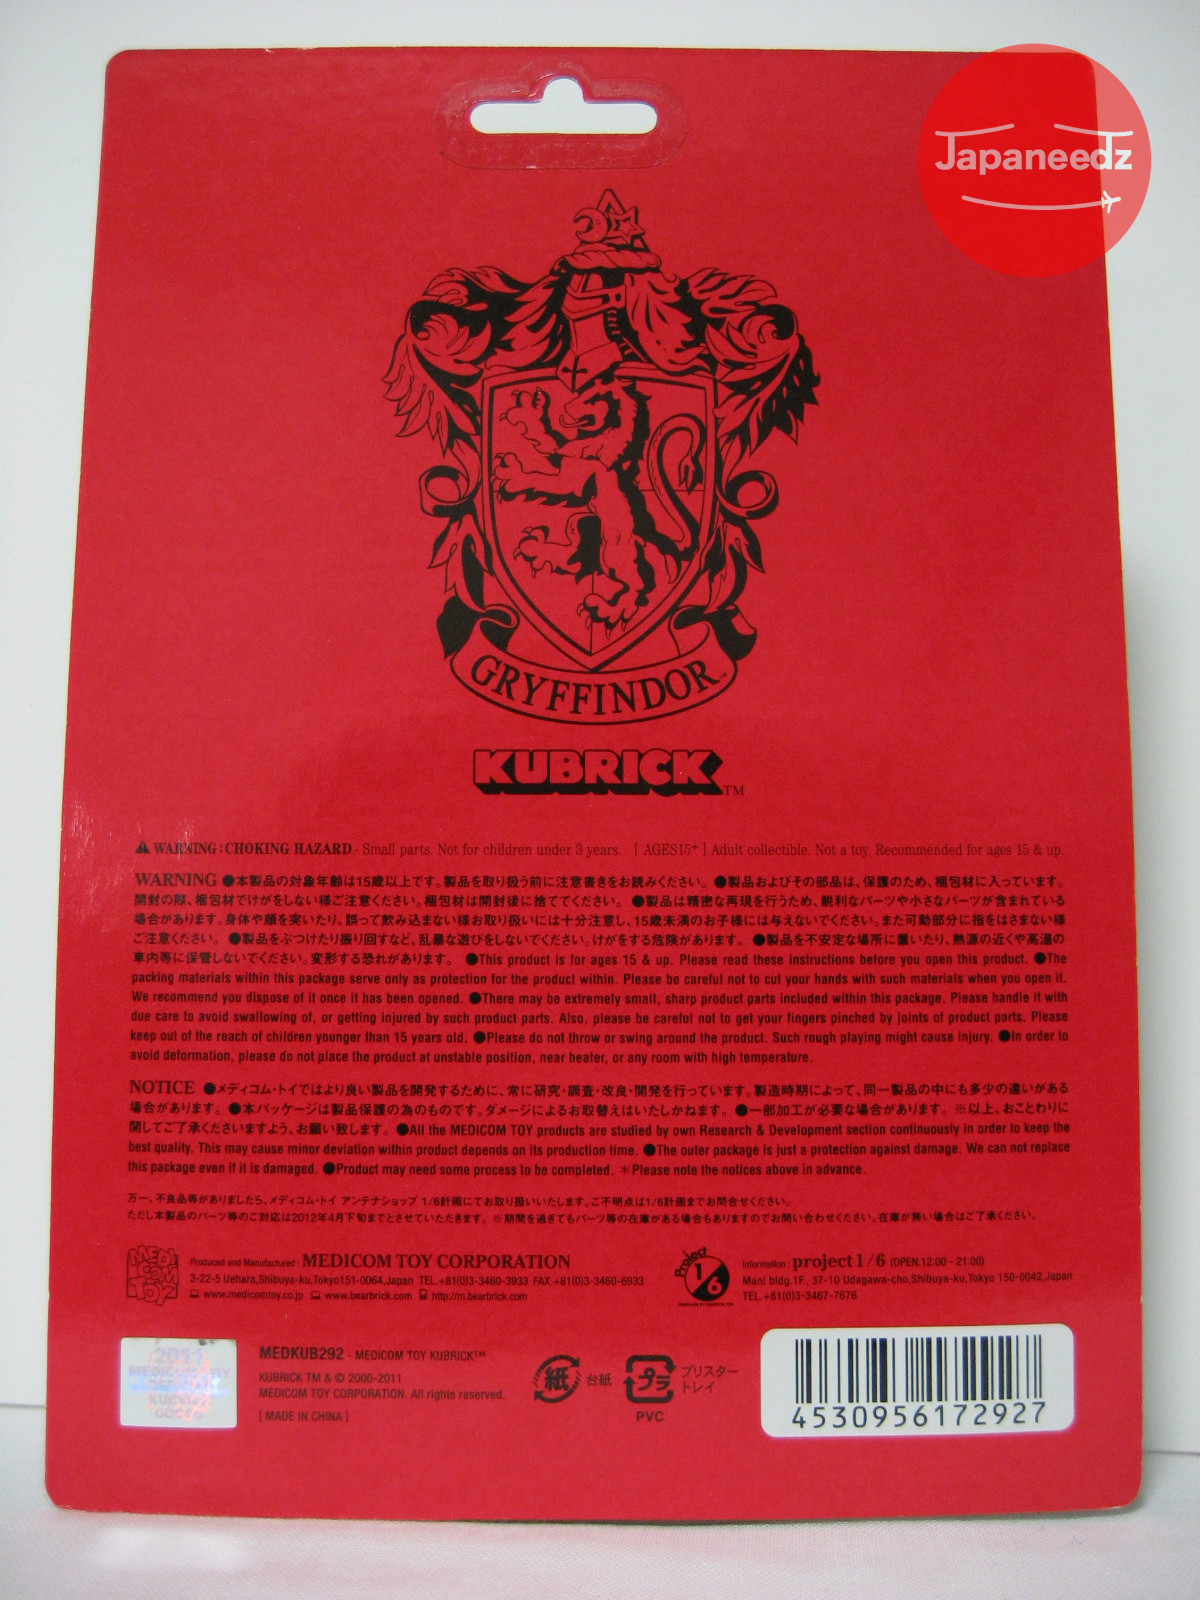 Japaneedz
GRYFFINDOR
KUBRICK TM
WARNING : CHOKING HAZARD - Small parts. Not for children under 3 years. [ AGES15+ ] Adult collectible. Not a toy. Recommended for ages 15 & up.
WARNING ●本製品の対象年齢は15歳以上です。製品を取り扱う前に注意書きをお読みください。 ●製品およびその部品は、保護のため、梱包材に入っています。
開封の際、梱包材でけがをしない様ご注意ください。梱包材は開封後に捨ててください。 ●製品は精密な再現を行うため、鋭利なパーツや小さなパーツが含まれている
場合があります。身体や顔を突いたり、誤って飲み込まない様お取り扱いには十分注意し、15歳未満のお子様には与えないでください。また可動部分に指をはさまない様
ご注意ください。 ●製品をぶつけたり振り回すなど、乱暴な遊びをしないでください。けがをする危険があります。 ●製品を不安定な場所に置いたり、熱源の近くや高温の
車内等に保管しないでください。変形する恐れがあります。 ●This product is for ages 15 & up. Please read these instructions before you open this product. ●The
packing materials within this package serve only as protection for the product within. Please be careful not to cut your hands with such materials when you open it.
We recommend you dispose of it once it has been opened. ●There may be extremely small, sharp product parts included within this package. Please handle it with
due care to avoid swallowing of, or getting injured by such product parts. Also, please be careful not to get your fingers pinched by joints of product parts. Please
keep out of the reach of children younger than 15 years old. ●Please do not throw or swing around the product. Such rough playing might cause injury. ●In order to
avoid deformation, please do not place the product at unstable position, near heater, or any room with high temperature.
NOTICE ●メディコム・トイではより良い製品を開発するために、常に研究・調査・改良・開発を行っています。製造時期によって、同一製品の中にも多少の違いがある
場合があります。 ●本パッケージは製品保護の為のものです。ダメージによるお取替えはいたしかねます。 ●一部加工が必要な場合があります。 ※以上、おことわりに
関してご了承くださいますよう、お願い致します。 ●All the MEDICOM TOY products are studied by own Research & Development section continuously in order to keep the
best quality. This may cause minor deviation within product depends on its production time. ●The outer package is just a protection against damage. We can not replace
this package even if it is damaged. ●Product may need some process to be completed. ＊Please note the notices above in advance.
万一、不良品等がありましたら、メディコム・トイ アンテナショップ 1/6計画にてお取り扱いいたします。ご不明点は1/6計画までお問合せください。
ただし本製品のパーツ等のご対応は2012年4月下旬までとさせていただきます。 ※期間を過ぎてもパーツ等の在庫がある場合もありますのでお問い合わせください。在庫が無い場合はご了承ください。
MEDI COM TOY
Produced and Manufactured : MEDICOM TOY CORPORATION
3-22-5 Uehara,Shibuya-ku,Tokyo151-0064,Japan TEL.+81(0)3-3460-3933 FAX.+81(0)3-3460-6933
www.medicomtoy.co.jp www.bearbrick.com http://m.bearbrick.com
Project 1/6
Information : project 1/6 (OPEN.12:00 - 21:00)
Mani bldg.1F., 37-10 Udagawa-cho,Shibuya-ku,Tokyo 150-0042,Japan
TEL.+81(0)3-3467-7676
2011
MEDICOM TOY
KUBRICK
MEDKUB292 - MEDICOM TOY KUBRICK™
KUBRICK TM & © 2000-2011
MEDICOM TOY CORPORATION. All rights reserved.
[ MADE IN CHINA ]
紙 台紙
プラ ブリスター
トレイ
PVC
4530956172927